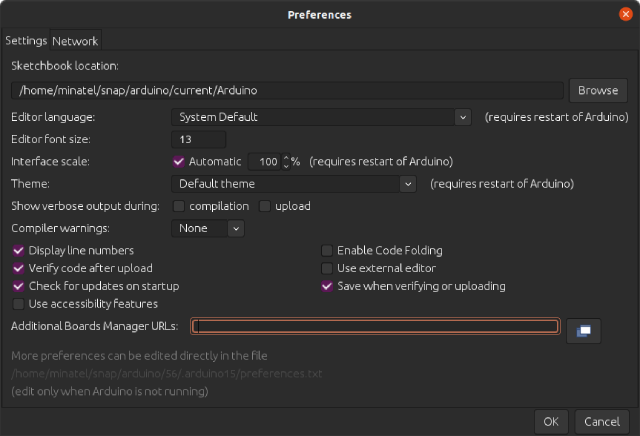 Preferences
Settings Network
Sketchbook location:
/home/minatel/snap/arduino/current/Arduino Browse
Editor language: System Default (requires restart of Arduino)
Editor font size: 13
Interface scale: Automatic 100 % (requires restart of Arduino)
Theme: Default theme (requires restart of Arduino)
Show verbose output during: compilation upload
Compiler warnings: None
Display line numbers Enable Code Folding
Verify code after upload Use external editor
Check for updates on startup Save when verifying or uploading
Use accessibility features
Additional Boards Manager URLs:
More preferences can be edited directly in the file
/home/minatel/snap/arduino/56/.arduino15/preferences.txt
(edit only when Arduino is not running)
OK Cancel